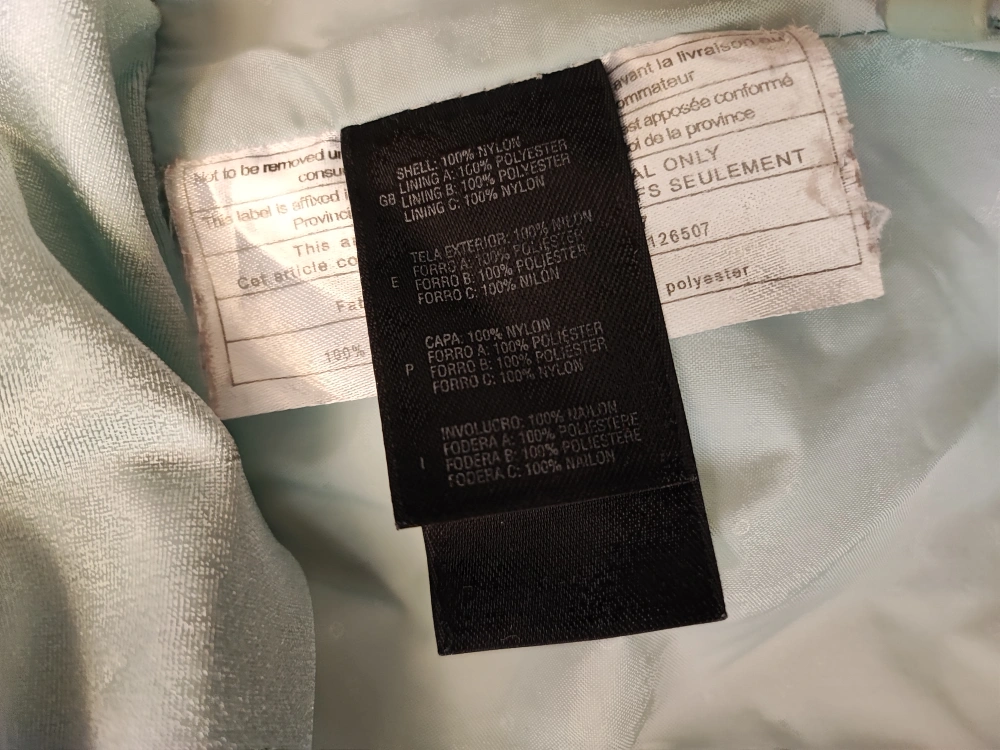 Not to be removed
consu
This label is affixed
Provinci
This a
Cet article co
Fat
100%
avant la livraison au
ommateur
st apposée conformé
oi de la province
AL ONLY
ES SEULEMENT
126507
polyester
SHELL: 100% NYLON
GB LINING A: 100% POLYESTER
LINING B: 100% POLYESTER
LINING C: 100% NYLON
TELA EXTERIOR: 100% NILON
FORRO A: 100% POLIÉSTER
E FORRO B: 100% POLIÉSTER
FORRO C: 100% NILON
CAPA: 100% NYLON
FORRO A: 100% POLIÉSTER
P FORRO B: 100% POLIÉSTER
FORRO C: 100% NYLON
INVOLUCRO: 100% NAILON
FODERA A: 100% POLIESTERE
I FODERA B: 100% POLIESTERE
FODERA C: 100% NAILON